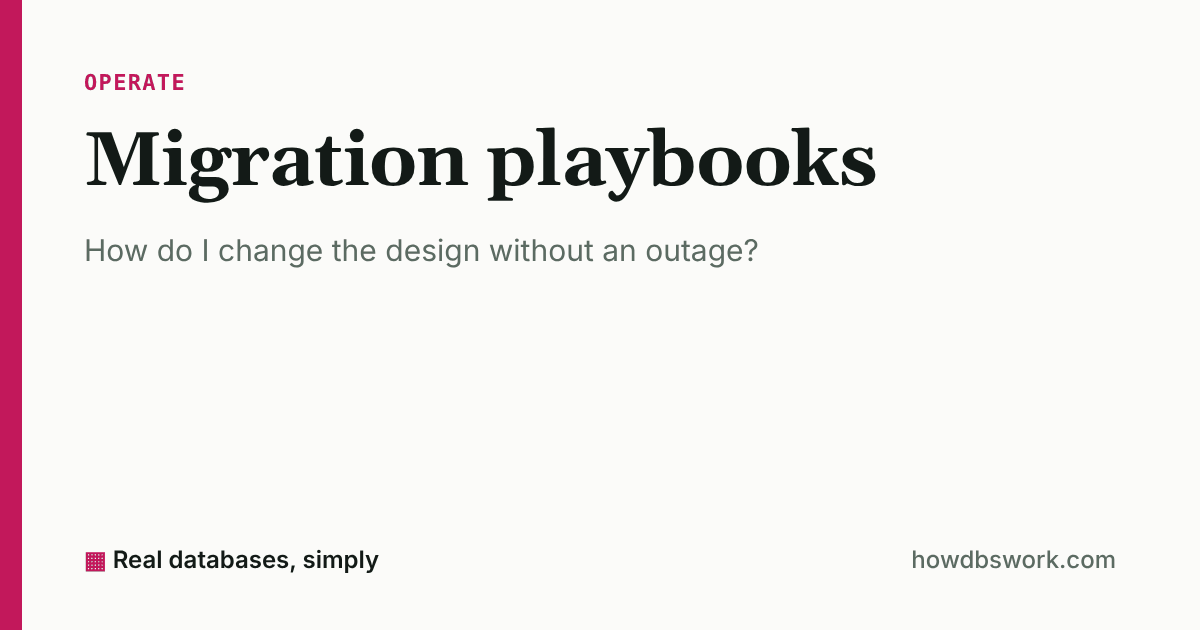 OPERATE
Migration playbooks
How do I change the design without an outage?
Real databases, simply
howdbswork.com